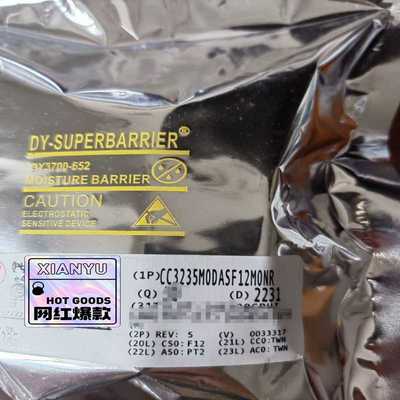 DY-SUPERBARRIER®
DY3700-652
MOISTURE BARRIER
CAUTION
ELECTROSTATIC
SENSITIVE DEVICE
XIANYU
HOT GOODS
网红爆款
(1P) CC3235MODASF12MONR
(Q) (D) 2231
(2P) REV: S (V) 0033317
(20L) CSO: F12 (21L) CCO:TWN
(22L) ASO: PT2 (23L) ACO: TWN